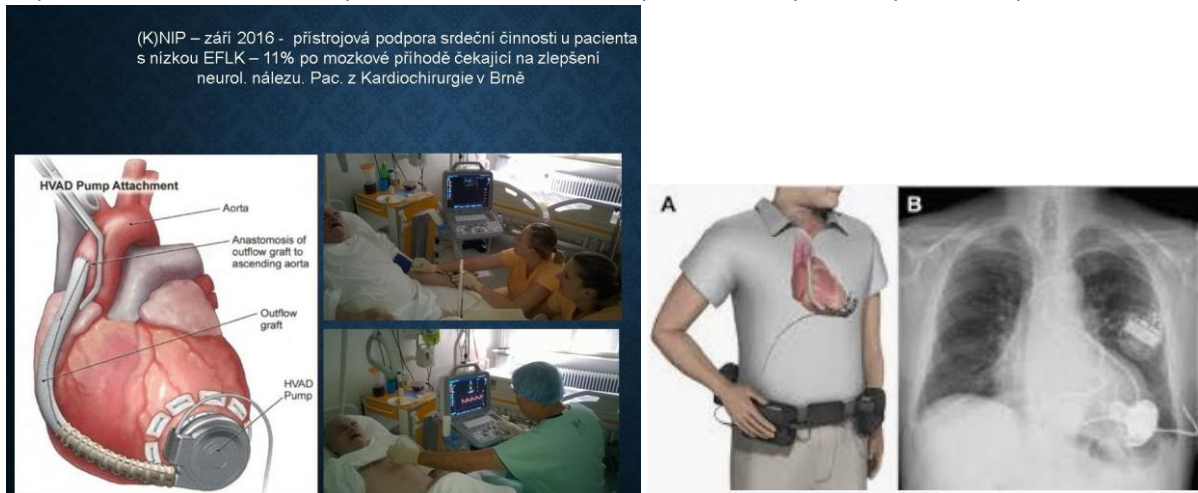 (K)NIP – září 2016 - přístrojová podpora srdeční činnosti u pacienta
s nízkou EFLK – 11% po mozkové příhodě čekající na zlepšení
neurol. nálezu. Pac. z Kardiochirurgie v Brně
HVAD Pump Attachment
Aorta
Anastomosis of
outflow graft to
ascending aorta
Outflow
graft
HVAD
Pump
A
B